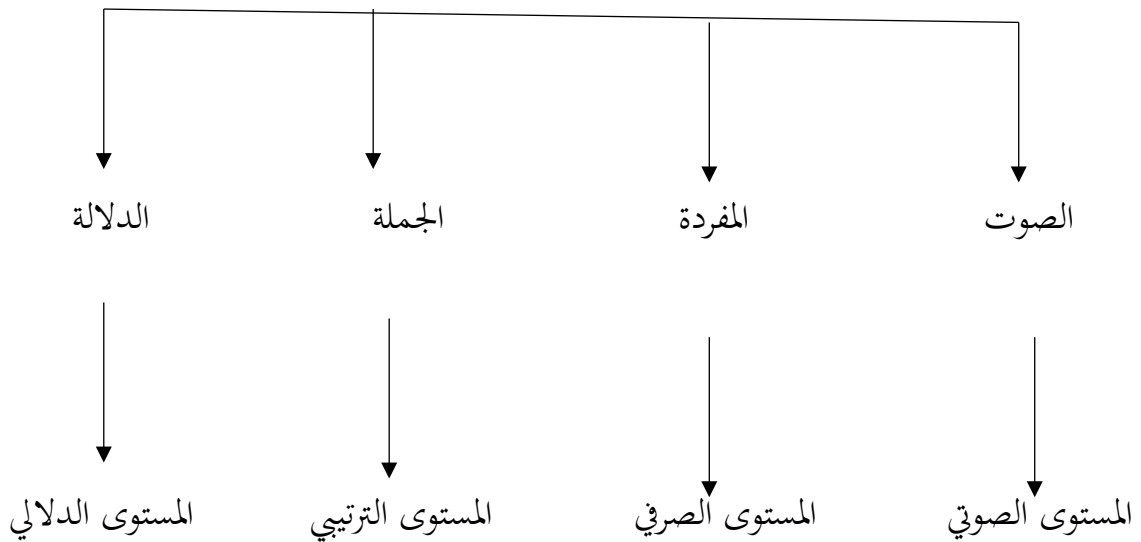 الصوت المفردة الجملة الدلالة
المستوى الصوتي المستوى الصرفي المستوى الترتيبي المستوى الدلالي